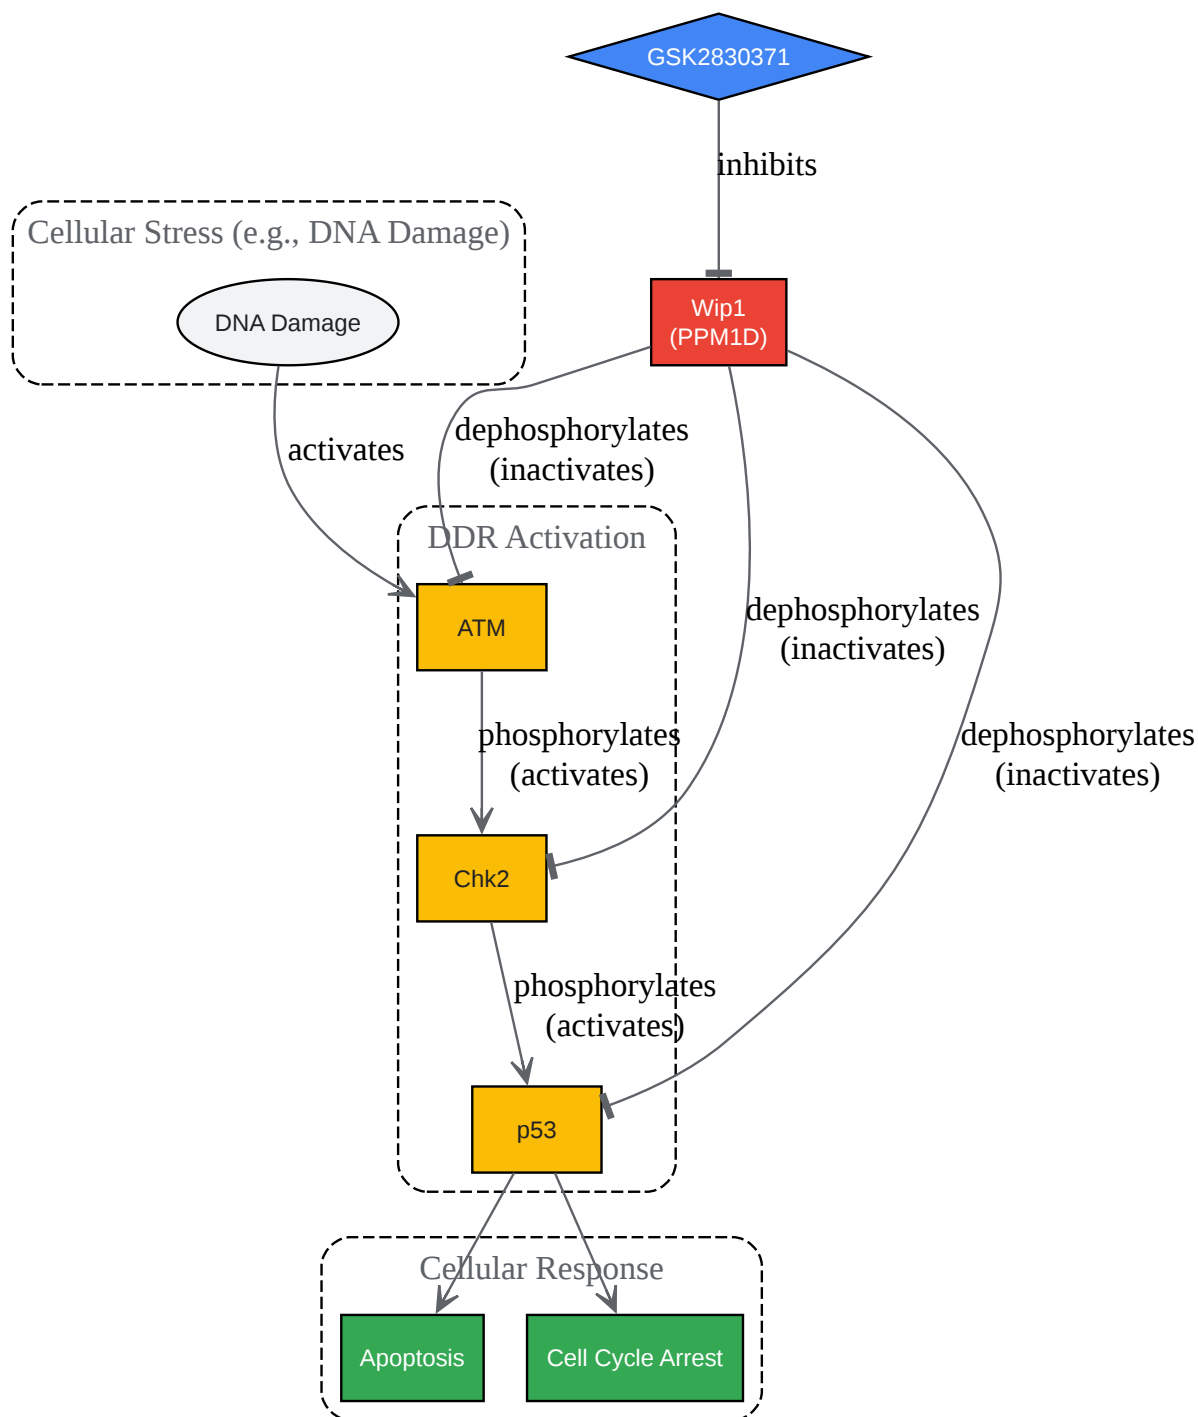 GSK2830371
inhibits
Cellular Stress (e.g., DNA Damage)
DNA Damage
Wip1
(PPM1D)
activates
dephosphorylates
(inactivates)
DDR Activation
ATM
dephosphorylates
(inactivates)
phosphorylates
(activates)
dephosphorylates
(inactivates)
Chk2
phosphorylates
(activates)
p53
Cellular Response
Apoptosis
Cell Cycle Arrest